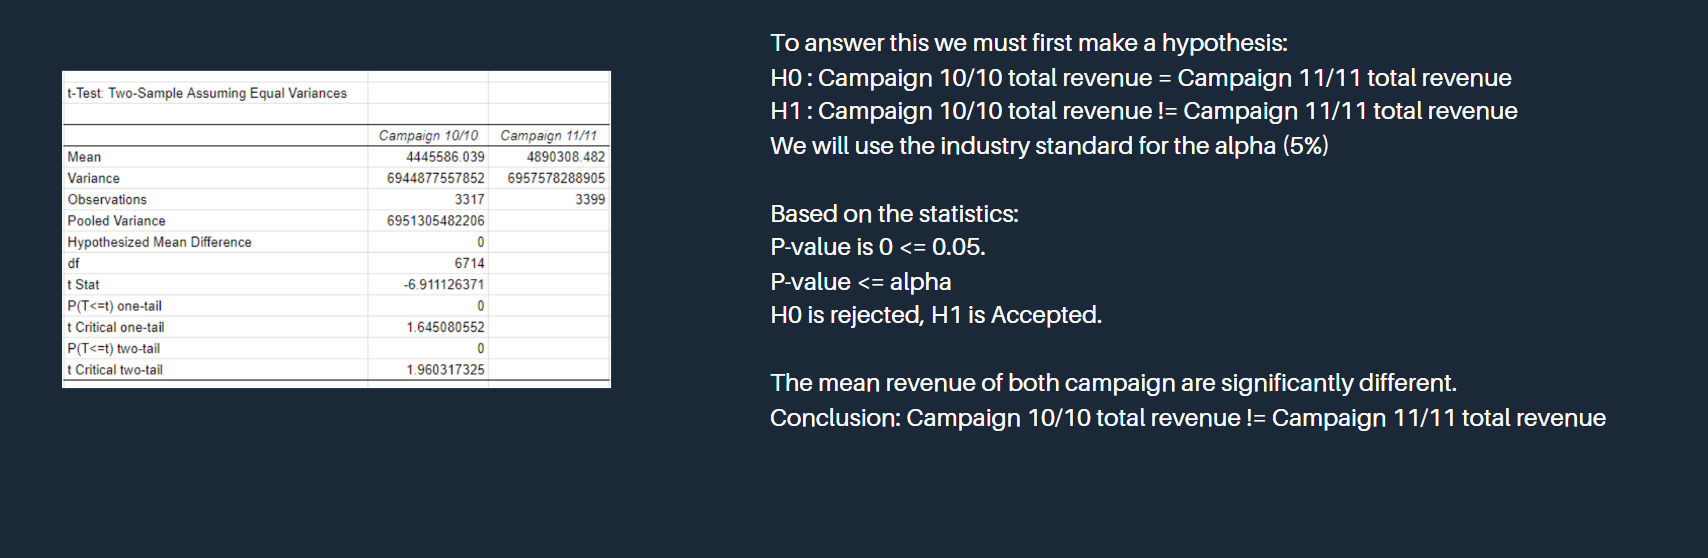 t-Test: Two-Sample Assuming Equal Variances
Campaign 10/10 Campaign 11/11
Mean 4445586.039 4890308.482
Variance 6944877557852 6957578288905
Observations 3317 3399
Pooled Variance 6951305482206
Hypothesized Mean Difference 0
df 6714
t Stat -6.911126371
P(T<=t) one-tail 0
t Critical one-tail 1.645080552
P(T<=t) two-tail 0
t Critical two-tail 1.960317325
To answer this we must first make a hypothesis:
H0 : Campaign 10/10 total revenue = Campaign 11/11 total revenue
H1 : Campaign 10/10 total revenue != Campaign 11/11 total revenue
We will use the industry standard for the alpha (5%)
Based on the statistics:
P-value is 0 <= 0.05.
P-value <= alpha
H0 is rejected, H1 is Accepted.
The mean revenue of both campaign are significantly different.
Conclusion: Campaign 10/10 total revenue != Campaign 11/11 total revenue